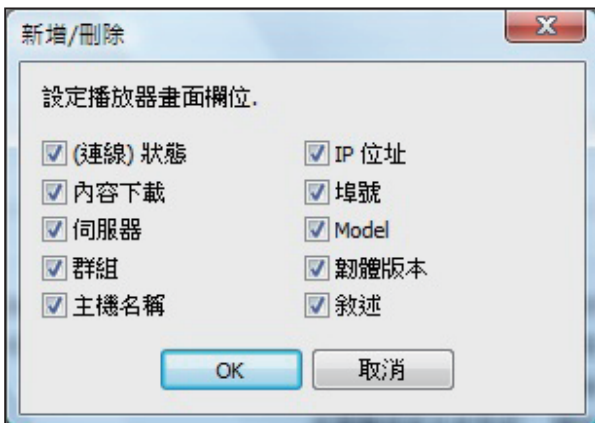 新增/刪除
設定播放器畫面欄位.
(連線) 狀態
IP 位址
內容下載
埠號
伺服器
Model
群組
韌體版本
主機名稱
敘述
OK
取消